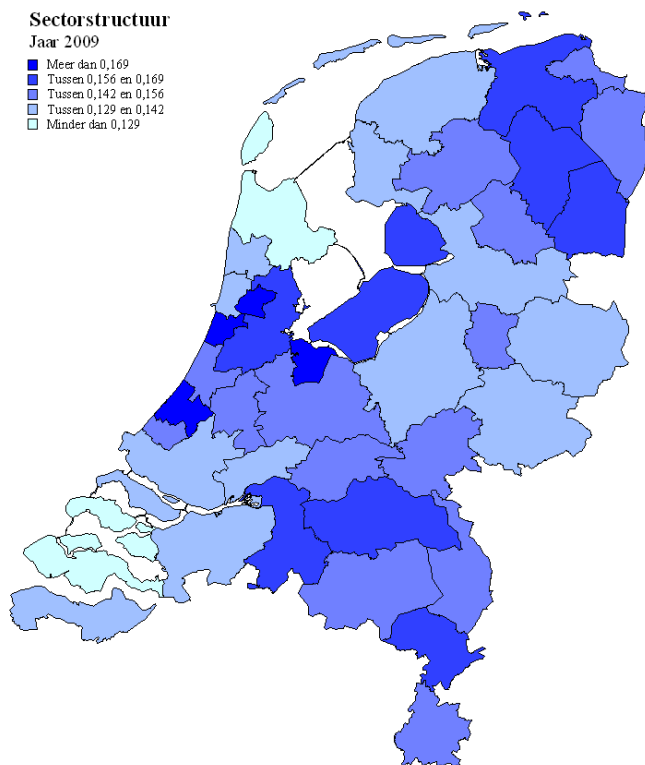 Sectorstructuur
Jaar 2009
Meer dan 0,169
Tussen 0,156 en 0,169
Tussen 0,142 en 0,156
Tussen 0,129 en 0,142
Minder dan 0,129